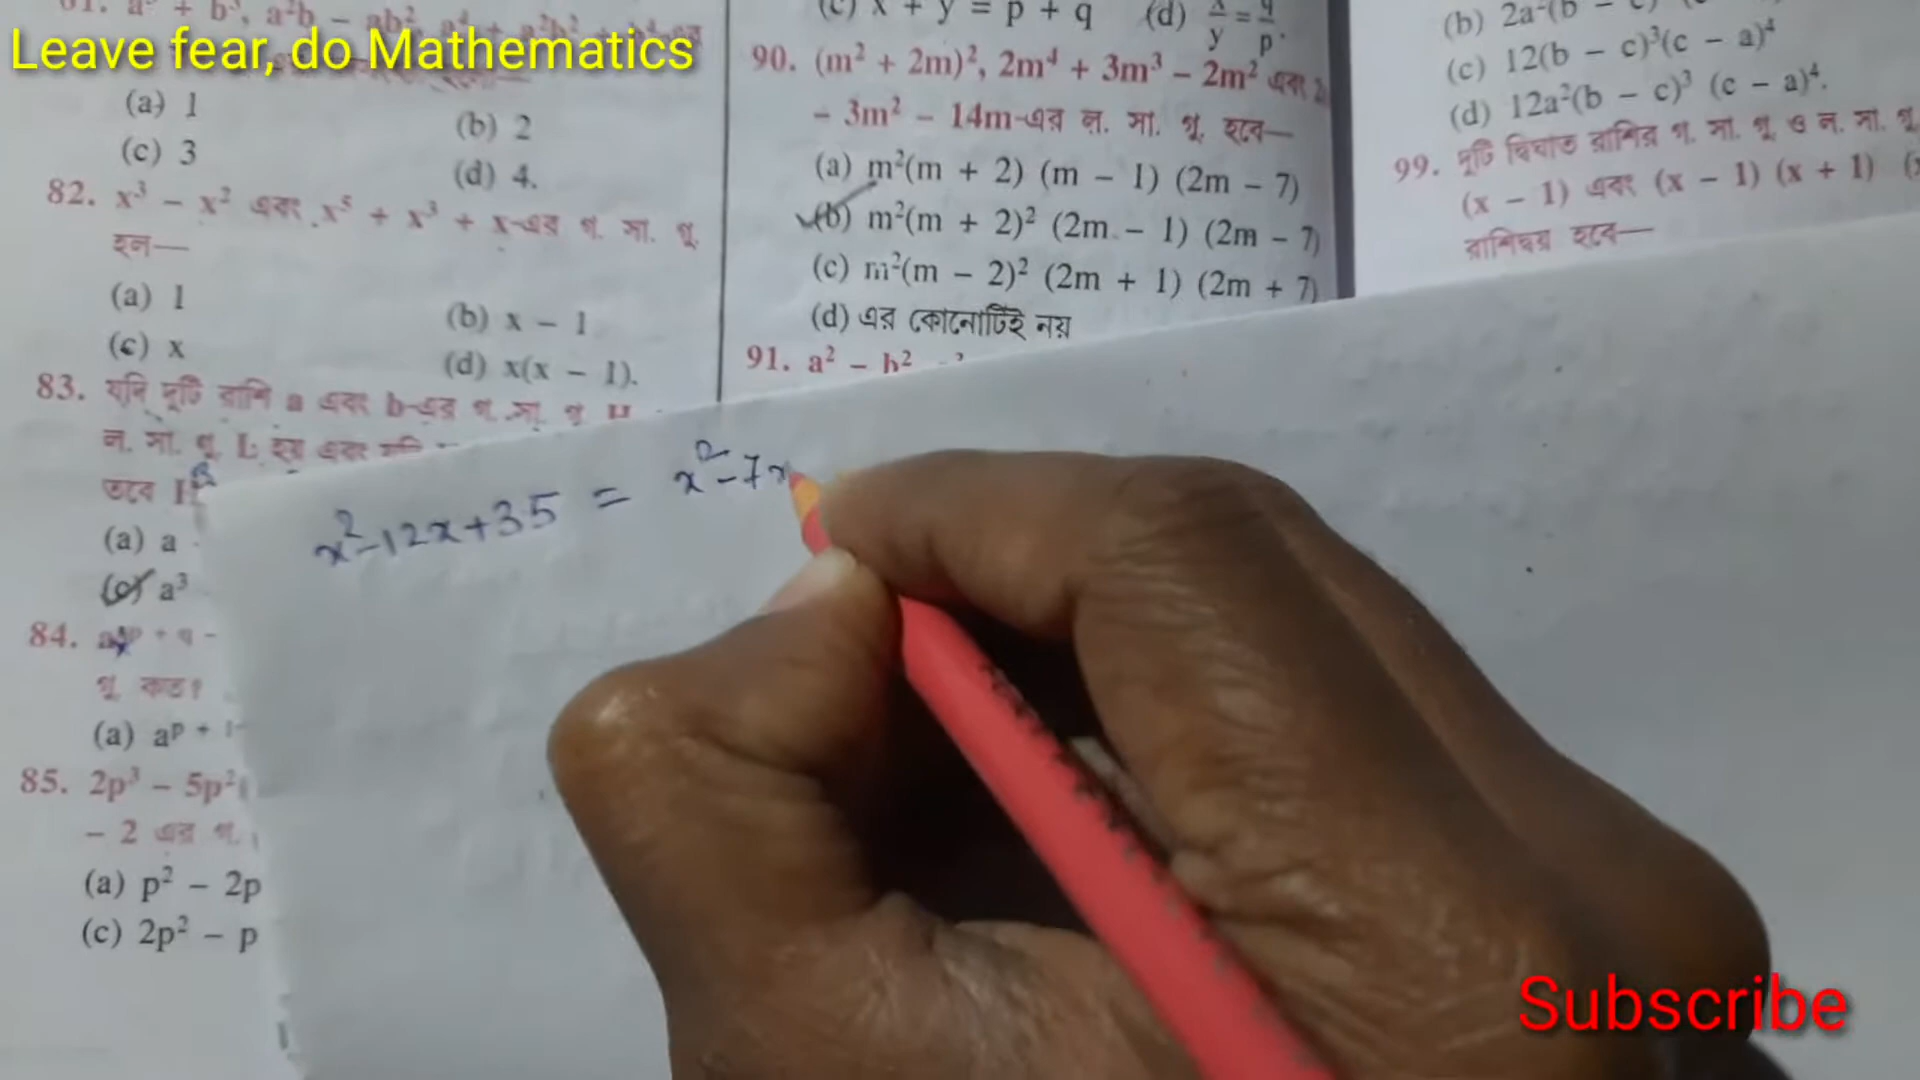 Leave fear, do Mathematics
(a) 1
(b) 2
(c) 3
(d) 4.
82. x³ – x² এবং x⁵ + x³ + x-এর গ. সা. গু.
হল—
(a) 1
(b) x – 1
(c) x
(d) x(x – 1).
83. যদি দুটি রাশি a এবং b-এর গ. সা. গু. H
ল. সা. গু. L হয় এবং যদি
তবে H
(a) a
(c) a³
84.
গু. কত?
(a)
85. 2p³ – 5p²
– 2 এর গ.
(a) p² – 2p
(c) 2p² – p
(c) x + y = p + q (d) x/y = q/p.
90. (m² + 2m)², 2m⁴ + 3m³ – 2m² এবং
– 3m² – 14m-এর ল. সা. গু. হবে—
(a) m²(m + 2) (m – 1) (2m – 7)
(b) m²(m + 2)² (2m – 1) (2m – 7)
(c) m²(m – 2)² (2m + 1) (2m + 7)
(d) এর কোনোটিই নয়
91. a² – b²
(c) 12(b – c)³(c – a)⁴
(d) 12a²(b – c)³ (c – a)⁴.
99. দুটি দ্বিঘাত রাশির গ. সা. গু ও ল. সা. গু
(x – 1) এবং (x – 1) (x + 1)
রাশিদ্বয় হবে—
x²-12x+35 = x²-7x
Subscribe